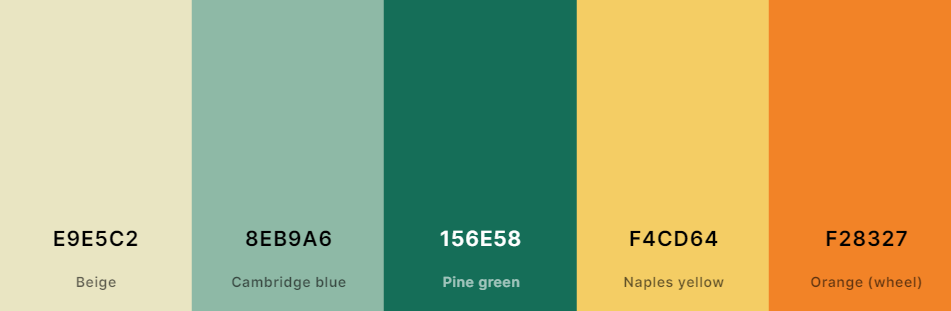 E9E5C2
Beige
8EB9A6
Cambridge blue
156E58
Pine green
F4CD64
Naples yellow
F28327
Orange (wheel)